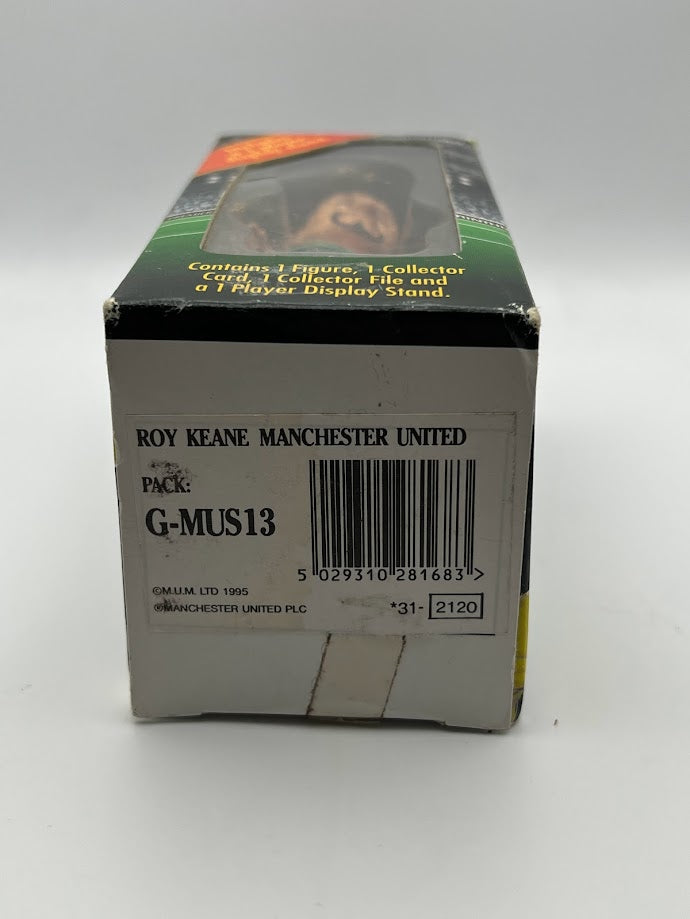 Contains 1 Figure, 1 Collector
Card, 1 Collector File and
a 1 Player Display Stand.
ROY KEANE MANCHESTER UNITED
PACK:
G-MUS13
5 029310 281683 >
©M.U.M. LTD 1995
©MANCHESTER UNITED PLC
*31- 2120